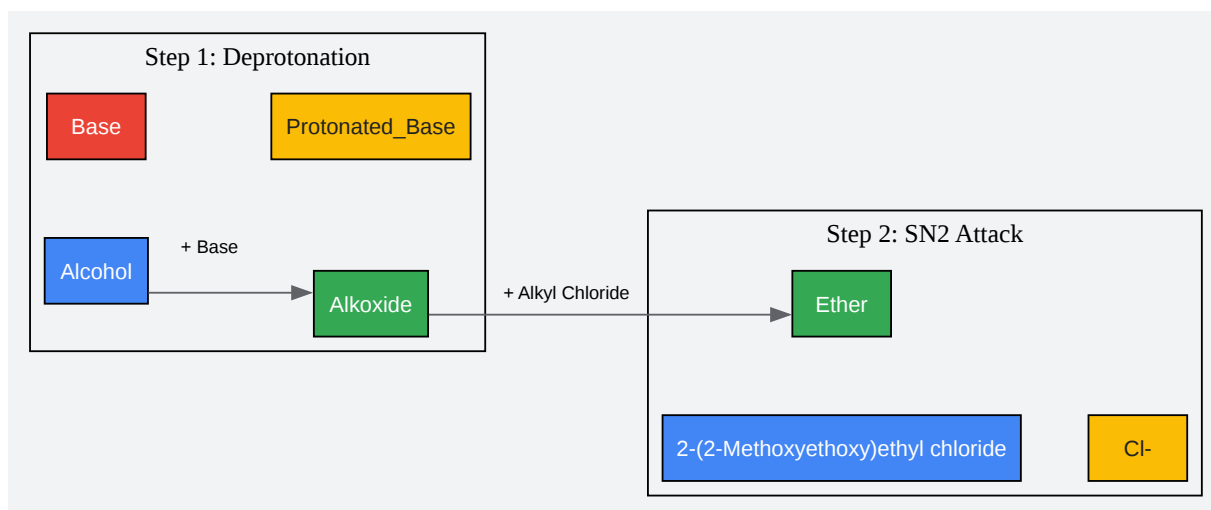 Step 1: Deprotonation
Base
Protonated_Base
Alcohol
+ Base
Alkoxide
+ Alkyl Chloride
Step 2: SN2 Attack
Ether
2-(2-Methoxyethoxy)ethyl chloride
Cl-